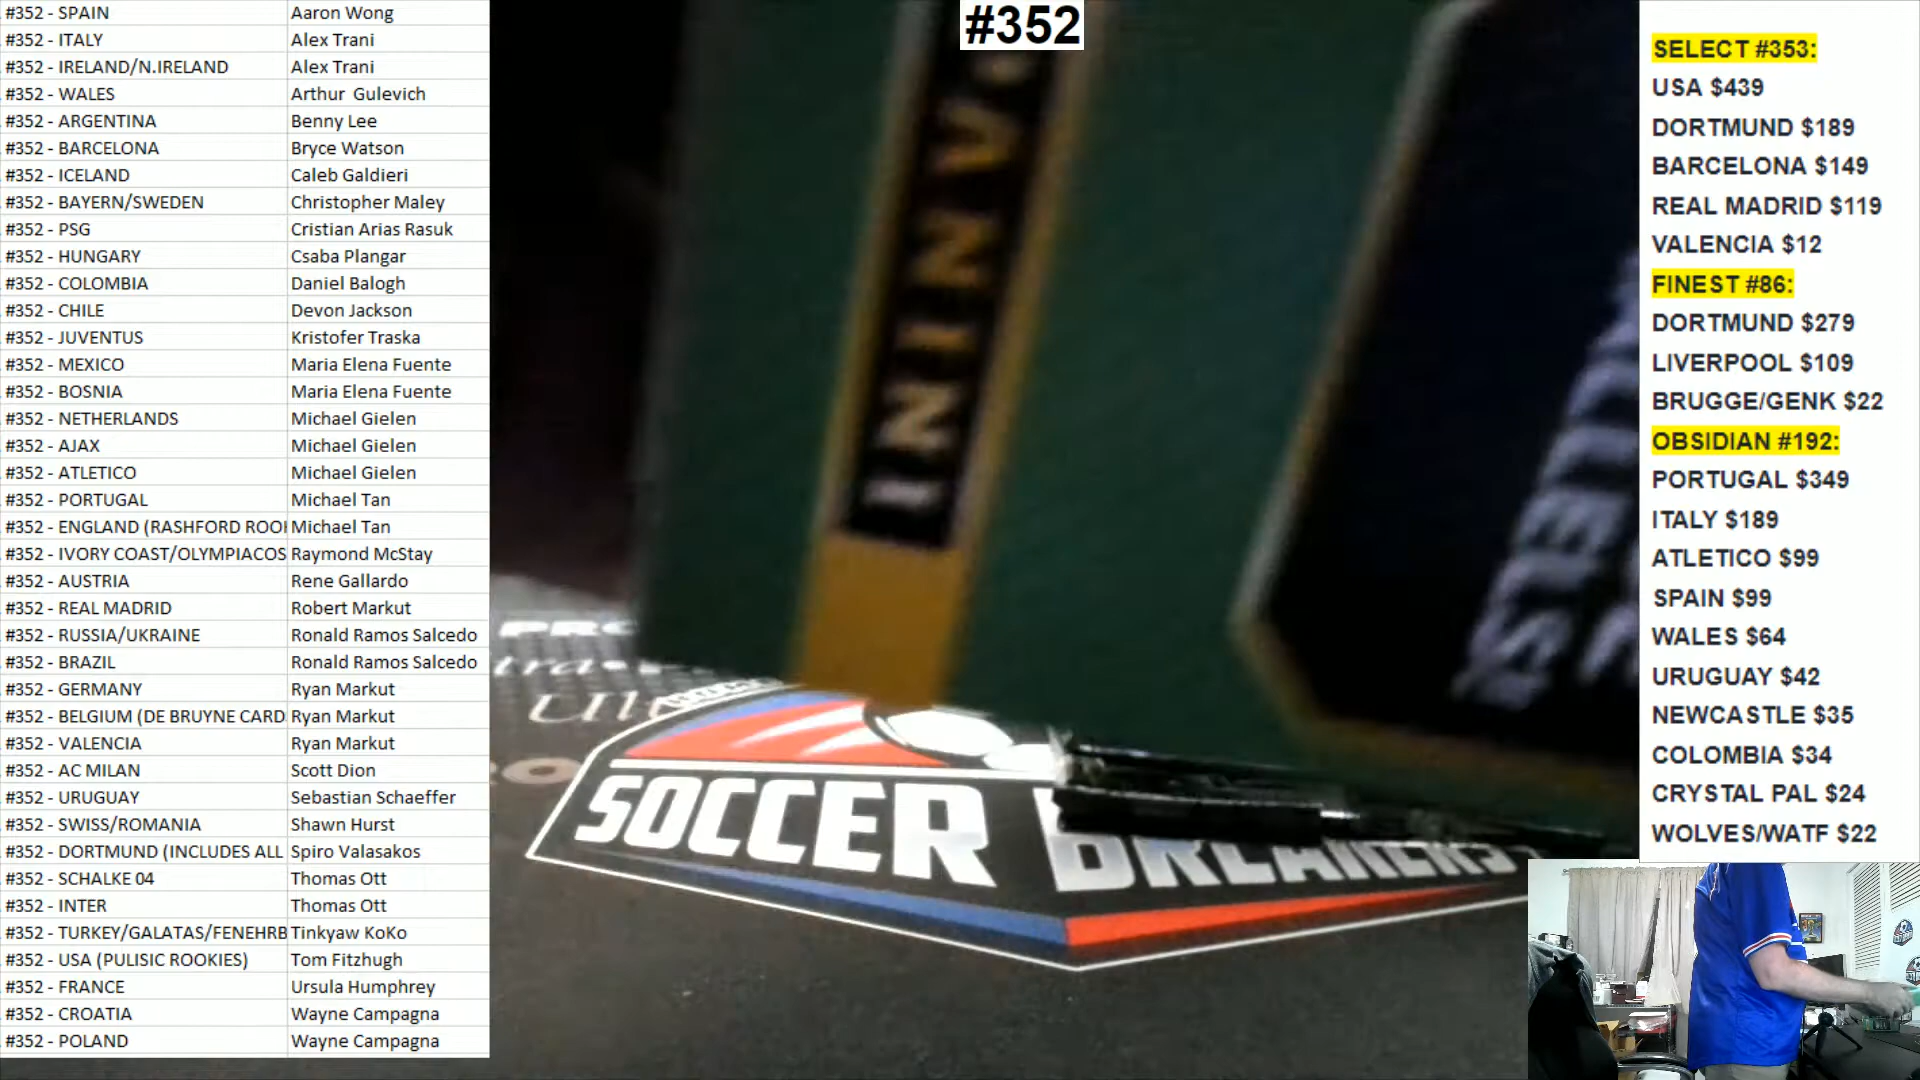 #352 - SPAIN Aaron Wong
#352 - ITALY Alex Trani
#352 - IRELAND/N.IRELAND Alex Trani
#352 - WALES Arthur Gulevich
#352 - ARGENTINA Benny Lee
#352 - BARCELONA Bryce Watson
#352 - ICELAND Caleb Galdieri
#352 - BAYERN/SWEDEN Christopher Maley
#352 - PSG Cristian Arias Rasuk
#352 - HUNGARY Csaba Plangar
#352 - COLOMBIA Daniel Balogh
#352 - CHILE Devon Jackson
#352 - JUVENTUS Kristofer Traska
#352 - MEXICO Maria Elena Fuente
#352 - BOSNIA Maria Elena Fuente
#352 - NETHERLANDS Michael Gielen
#352 - AJAX Michael Gielen
#352 - ATLETICO Michael Gielen
#352 - PORTUGAL Michael Tan
#352 - ENGLAND (RASHFORD ROOI Michael Tan
#352 - IVORY COAST/OLYMPIACOS Raymond McStay
#352 - AUSTRIA Rene Gallardo
#352 - REAL MADRID Robert Markut
#352 - RUSSIA/UKRAINE Ronald Ramos Salcedo
#352 - BRAZIL Ronald Ramos Salcedo
#352 - GERMANY Ryan Markut
#352 - BELGIUM (DE BRUYNE CARD Ryan Markut
#352 - VALENCIA Ryan Markut
#352 - AC MILAN Scott Dion
#352 - URUGUAY Sebastian Schaeffer
#352 - SWISS/ROMANIA Shawn Hurst
#352 - DORTMUND (INCLUDES ALL Spiro Valasakos
#352 - SCHALKE 04 Thomas Ott
#352 - INTER Thomas Ott
#352 - TURKEY/GALATAS/FENEHRB Tinkyaw KoKo
#352 - USA (PULISIC ROOKIES) Tom Fitzhugh
#352 - FRANCE Ursula Humphrey
#352 - CROATIA Wayne Campagna
#352 - POLAND Wayne Campagna
#352
SOCCER BREAKERS
SELECT #353:
USA $439
DORTMUND $189
BARCELONA $149
REAL MADRID $119
VALENCIA $12
FINEST #86:
DORTMUND $279
LIVERPOOL $109
BRUGGE/GENK $22
OBSIDIAN #192:
PORTUGAL $349
ITALY $189
ATLETICO $99
SPAIN $99
WALES $64
URUGUAY $42
NEWCASTLE $35
COLOMBIA $34
CRYSTAL PAL $24
WOLVES/WATF $22